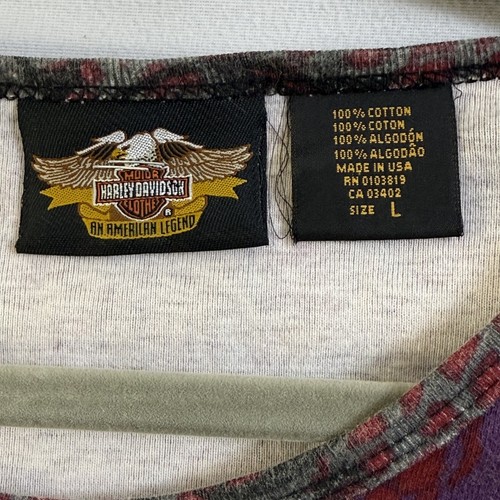 MOTOR
HARLEY-DAVIDSON
CLOTHES
®
AN AMERICAN LEGEND
100% COTTON
100% COTON
100% ALGODÓN
100% ALGODÃO
MADE IN USA
RN 0103819
CA 03402
SIZE L